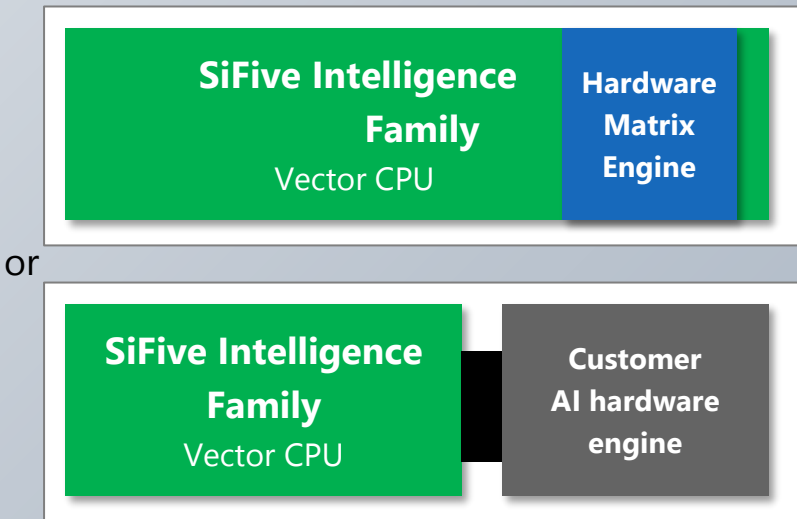 SiFive Intelligence
Family
Vector CPU
Hardware
Matrix
Engine
or
SiFive Intelligence
Family
Vector CPU
Customer
AI hardware
engine